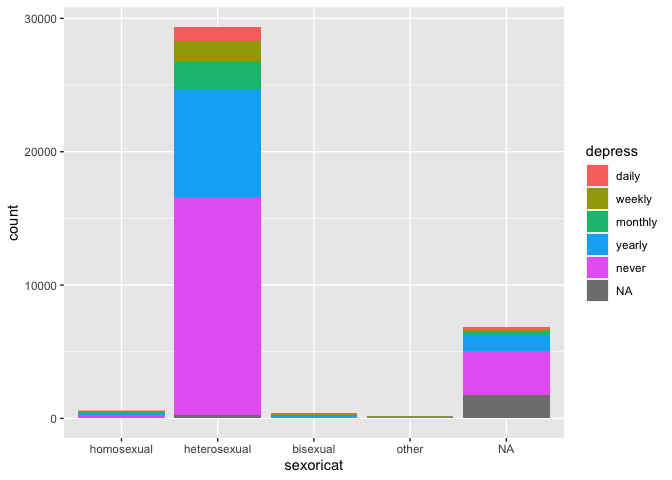 30000
20000
10000
0
count
homosexual
heterosexual
bisexual
other
NA
sexoricat
depress
daily
weekly
monthly
yearly
never
NA